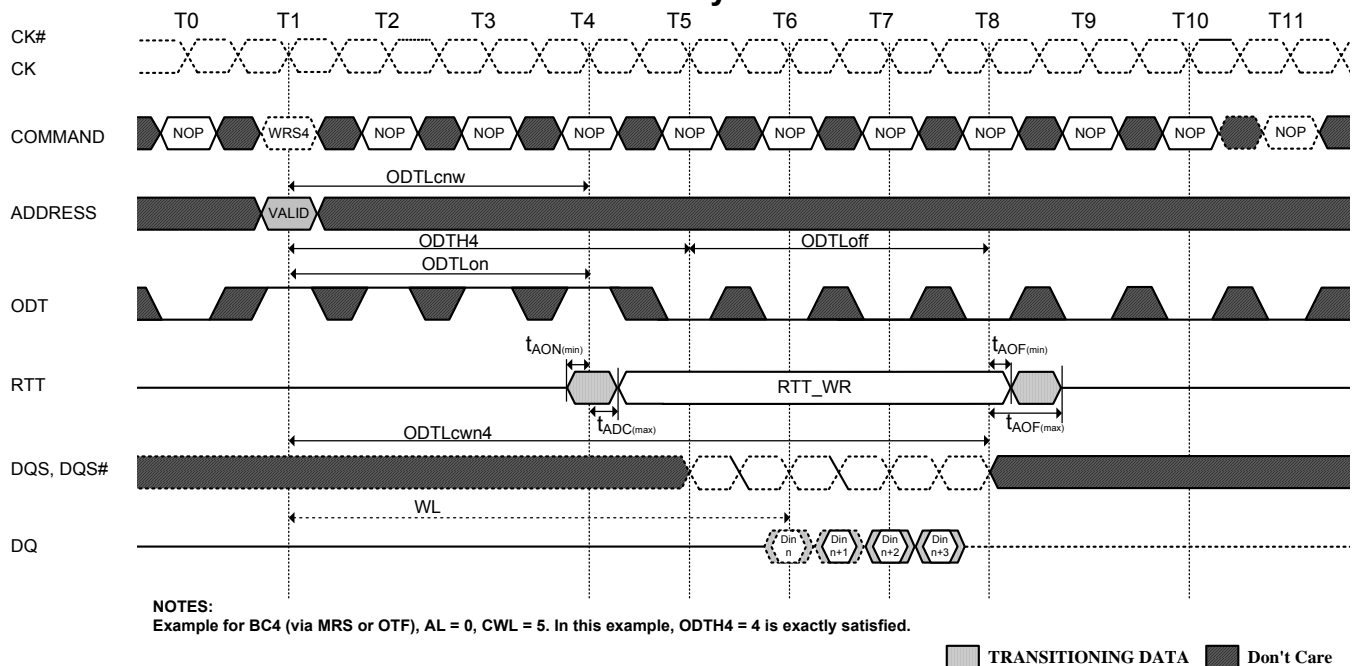 T0 T1 T2 T3 T4 T5 T6 T7 T8 T9 T10 T11
CK#
CK
COMMAND
NOP WRS4 NOP NOP NOP NOP NOP NOP NOP NOP NOP NOP
ODTLcnw
ADDRESS
VALID
ODTH4 ODTLoff
ODTLon
ODT
tAON(min) tAOF(min)
RTT
RTT_WR
tADC(max) tAOF(max)
ODTLcwn4
DQS, DQS#
WL
DQ
Din n Din n+1 Din n+2 Din n+3
NOTES:
Example for BC4 (via MRS or OTF), AL = 0, CWL = 5. In this example, ODTH4 = 4 is exactly satisfied.
TRANSITIONING DATA Don't Care